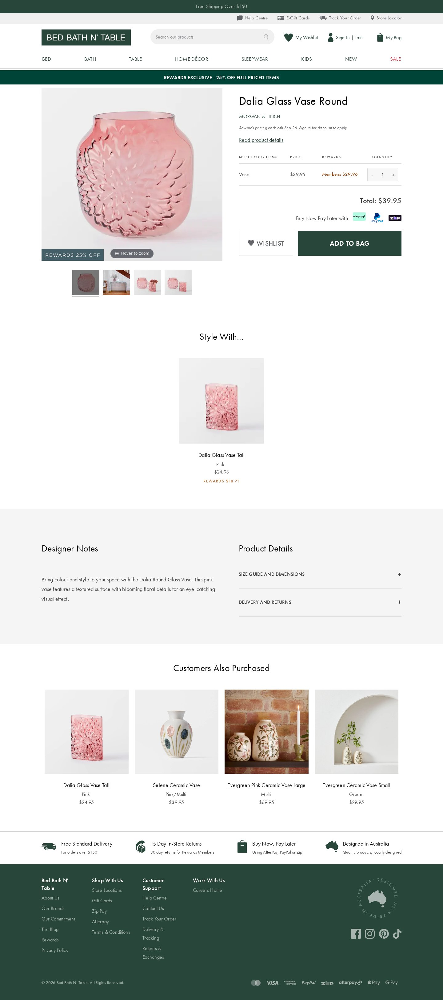 Free Shipping Over $150
Help Centre
E-Gift Cards
Track Your Order
Store Locator
BED BATH N' TABLE
Search our products
My Wishlist
Sign In | Join
My Bag
BED
BATH
TABLE
HOME DÉCOR
SLEEPWEAR
KIDS
NEW
SALE
REWARDS EXCLUSIVE - 25% OFF FULL PRICED ITEMS
REWARDS 25% OFF
Hover to zoom
Dalia Glass Vase Round
MORGAN & FINCH
Rewards pricing ends 6th Sep 26. Sign in for discount to apply
Read product details
SELECT YOUR ITEMS PRICE REWARDS QUANTITY
Vase $39.95 Members: $29.96 - 1 +
Total: $39.95
Buy Now Pay Later with afterpay PayPal zip
WISHLIST
ADD TO BAG
Style With...
Dalia Glass Vase Tall
Pink
$24.95
REWARDS $18.71
Designer Notes
Bring colour and style to your space with the Dalia Round Glass Vase. This pink
vase features a textured surface with blooming floral details for an eye-catching
visual effect.
Product Details
SIZE GUIDE AND DIMENSIONS +
DELIVERY AND RETURNS +
Customers Also Purchased
Dalia Glass Vase Tall
Pink
$24.95
Selene Ceramic Vase
Pink/Multi
$39.95
Evergreen Pink Ceramic Vase Large
Multi
$69.95
Evergreen Ceramic Vase Small
Green
$29.95
Free Standard Delivery
For orders over $150
15 Day In-Store Returns
30 day returns for Rewards Members
Buy Now, Pay Later
Using AfterPay, PayPal or Zip
Designed in Australia
Quality products, locally designed
Bed Bath N'
Table
About Us
Our Brands
Our Commitment
The Blog
Rewards
Privacy Policy
Shop With Us
Store Locations
Gift Cards
Zip Pay
Afterpay
Terms & Conditions
Customer
Support
Help Centre
Contact Us
Track Your Order
Delivery &
Tracking
Returns &
Exchanges
Work With Us
Careers Home
DESIGNED WITH PRIDE IN AUSTRALIA
© 2026 Bed Bath N' Table. All Rights Reserved.
VISA
AMERICAN
EXPRESS
PayPal
zip
afterpay
Pay
G Pay